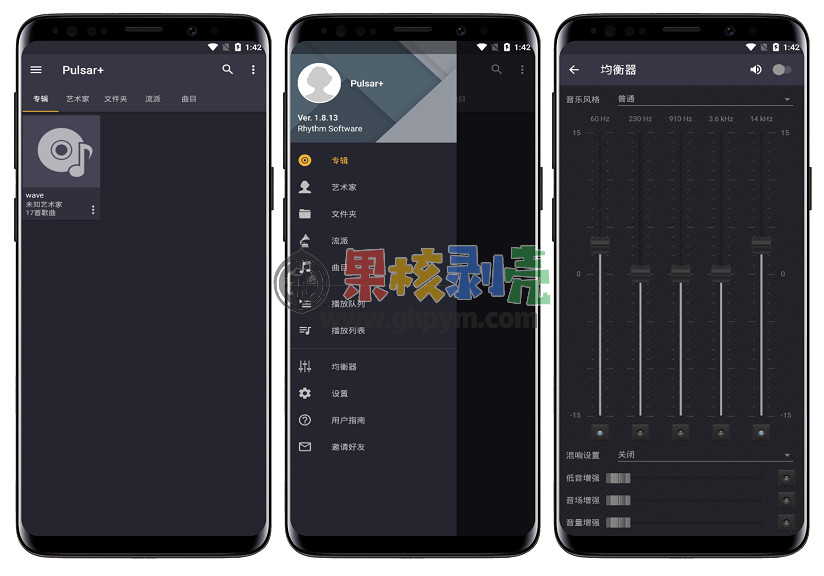 1:42
Pulsar+
专辑 艺术家 文件夹 流派 曲目
wave
未知艺术家
17首歌曲
1:42
Pulsar+
Ver. 1.8.13
Rhythm Software
专辑
艺术家
文件夹
流派
曲目
播放队列
播放列表
均衡器
设置
用户指南
邀请好友
果核剥壳
www.ghpym.com
1:42
均衡器
音乐风格 普通
60 Hz 230 Hz 910 Hz 3.6 kHz 14 kHz
15 15
0 0
-15 -15
混响设置 关闭
低音增强
音场增强
音量增强